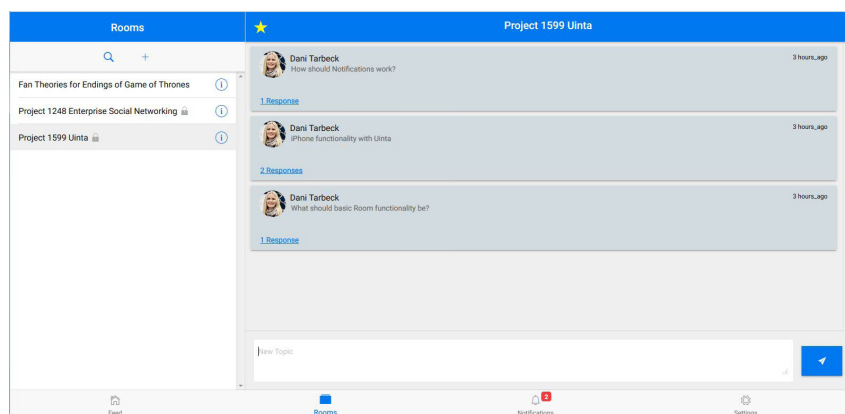 Rooms
Project 1599 Uinta
Fan Theories for Endings of Game of Thrones
Project 1248 Enterprise Social Networking
Project 1599 Uinta
Dani Tarbeck
3 hours_ago
How should Notifications work?
1 Response
Dani Tarbeck
3 hours_ago
iPhone functionality with Uinta
2 Responses
Dani Tarbeck
3 hours_ago
What should basic Room functionality be?
1 Response
New Topic
2
Feed
Rooms
Notifications
Settings